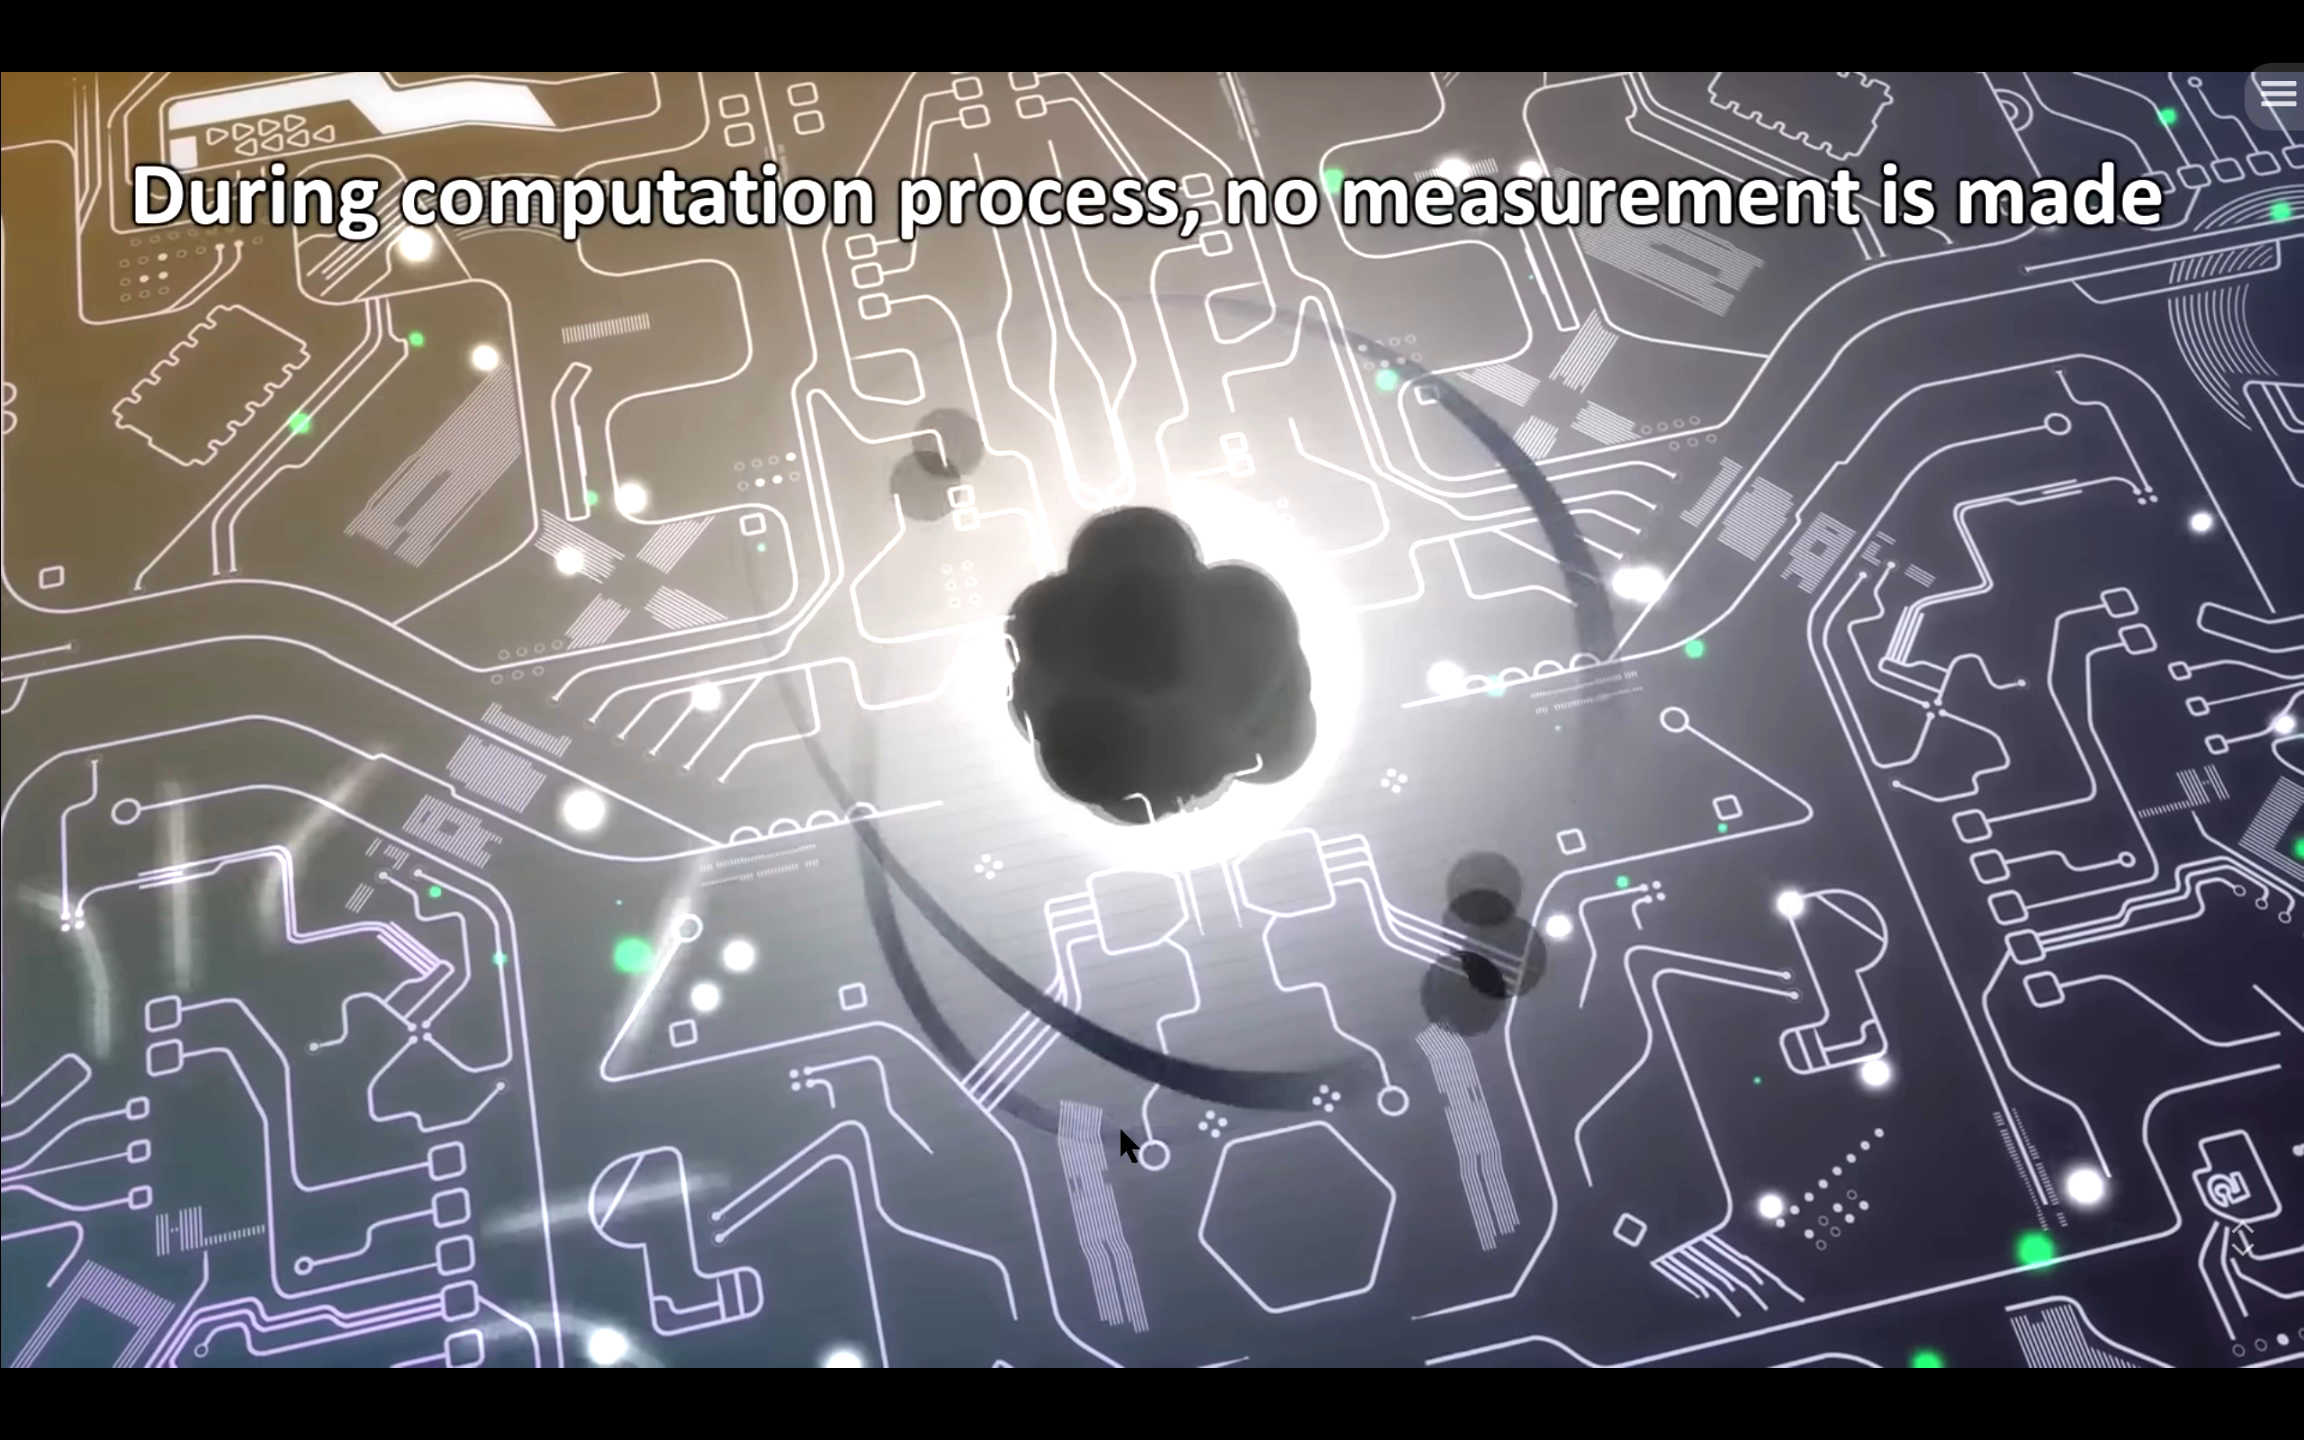 During computation process, no measurement is made